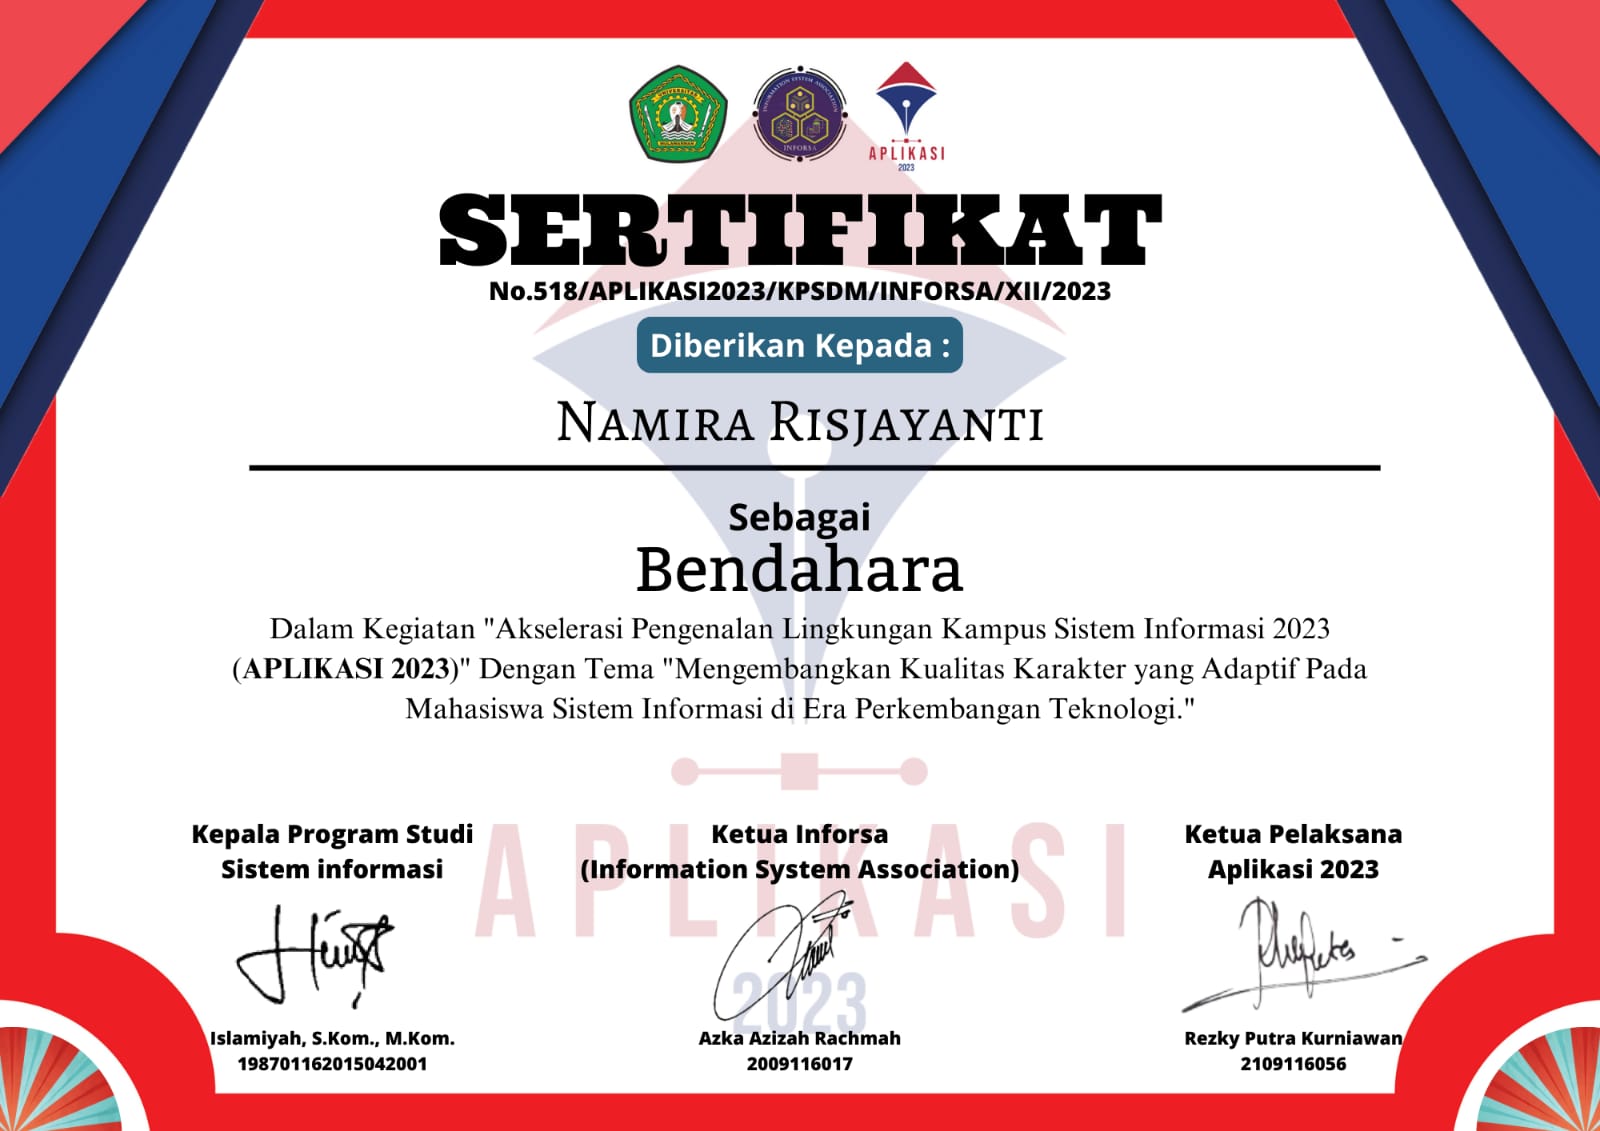 UNIVERSITAS
MULAWARMAN
INFORMATION SYSTEM ASSOCIATION
INFORSA
APLIKASI
2023
SERTIFIKAT
No.518/APLIKASI2023/KPSDM/INFORSA/XII/2023
Diberikan Kepada :
Namira Risjayanti
Sebagai
Bendahara
Dalam Kegiatan "Akselerasi Pengenalan Lingkungan Kampus Sistem Informasi 2023
(APLIKASI 2023)" Dengan Tema "Mengembangkan Kualitas Karakter yang Adaptif Pada
Mahasiswa Sistem Informasi di Era Perkembangan Teknologi."
APLIKASI
2023
Kepala Program Studi
Sistem informasi
Islamiyah, S.Kom., M.Kom.
198701162015042001
Ketua Inforsa
(Information System Association)
Azka Azizah Rachmah
2009116017
Ketua Pelaksana
Aplikasi 2023
Rezky Putra Kurniawan
2109116056